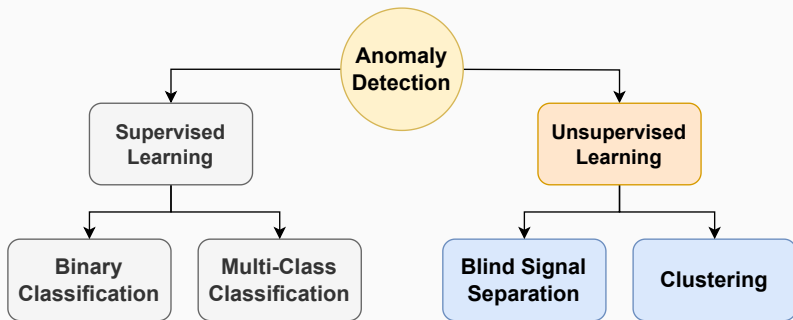 Anomaly
Detection
Supervised
Learning
Unsupervised
Learning
Binary
Classification
Multi-Class
Classification
Blind Signal
Separation
Clustering